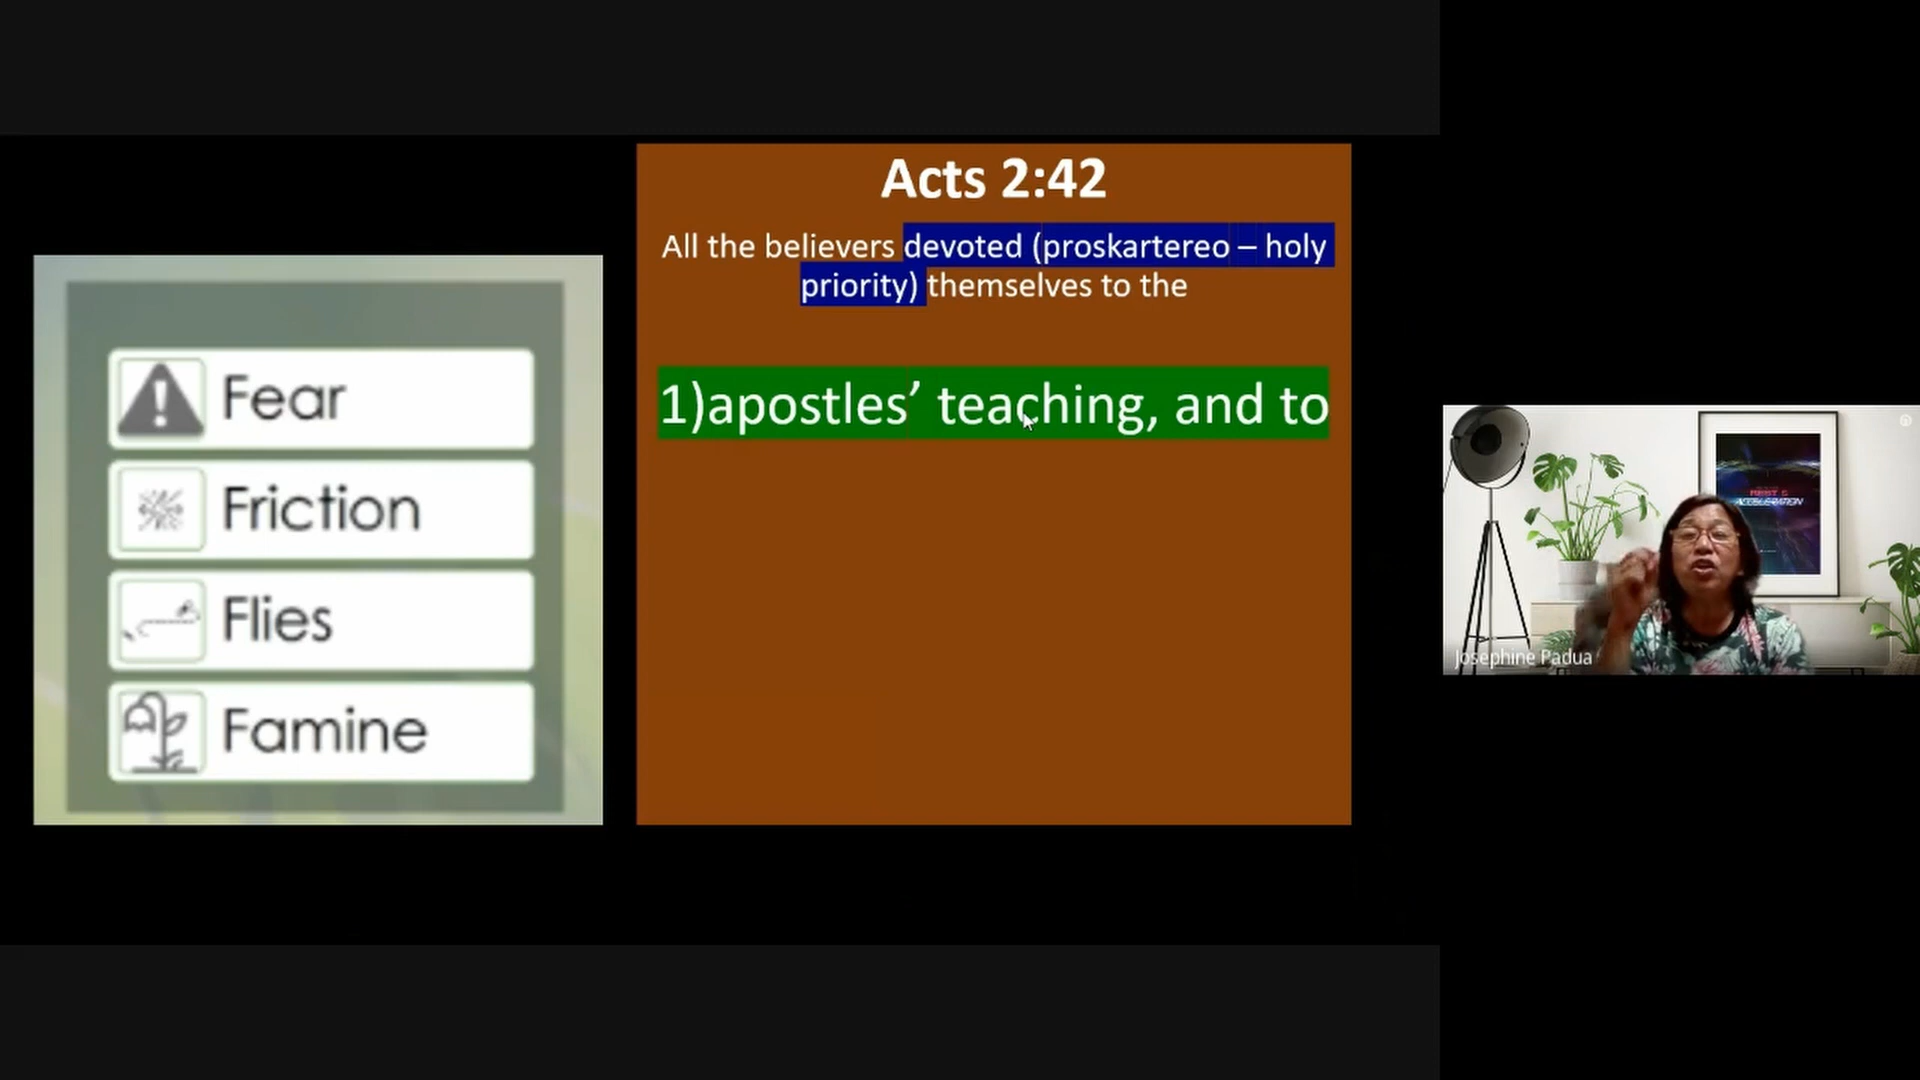 Fear
Friction
Flies
Famine
Acts 2:42
All the believers devoted (proskartereo – holy
priority) themselves to the
1)apostles’ teaching, and to
ACCELERATION
Josephine Padua